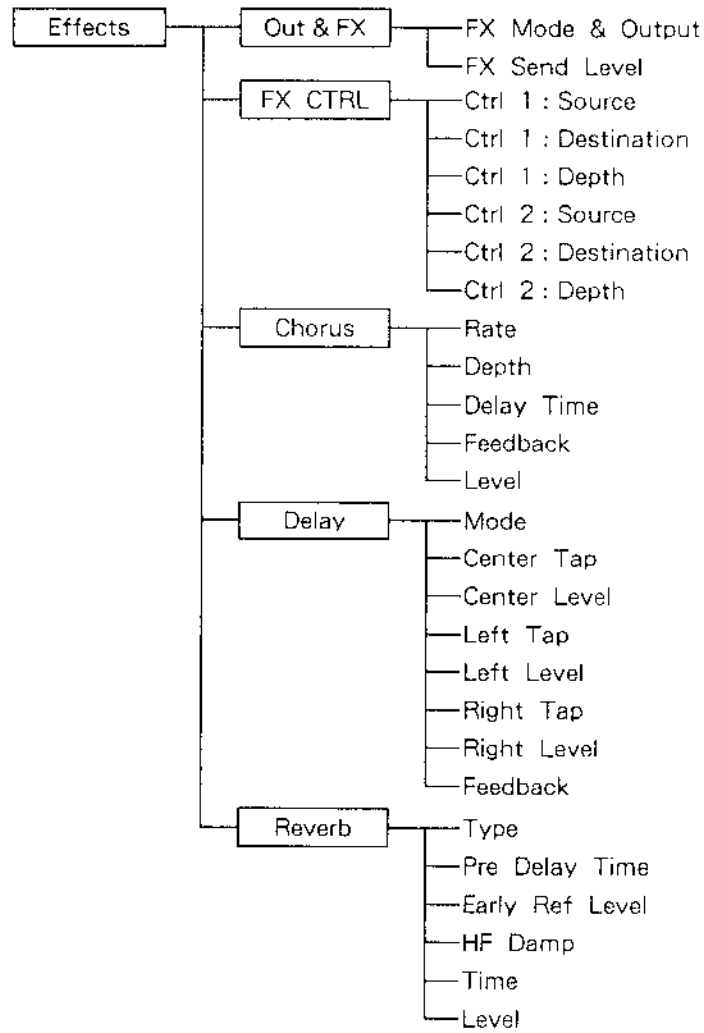 Effects
Out & FX
FX Mode & Output
FX Send Level
FX CTRL
Ctrl 1 : Source
Ctrl 1 : Destination
Ctrl 1 : Depth
Ctrl 2 : Source
Ctrl 2 : Destination
Ctrl 2 : Depth
Chorus
Rate
Depth
Delay Time
Feedback
Level
Delay
Mode
Center Tap
Center Level
Left Tap
Left Level
Right Tap
Right Level
Feedback
Reverb
Type
Pre Delay Time
Early Ref Level
HF Damp
Time
Level